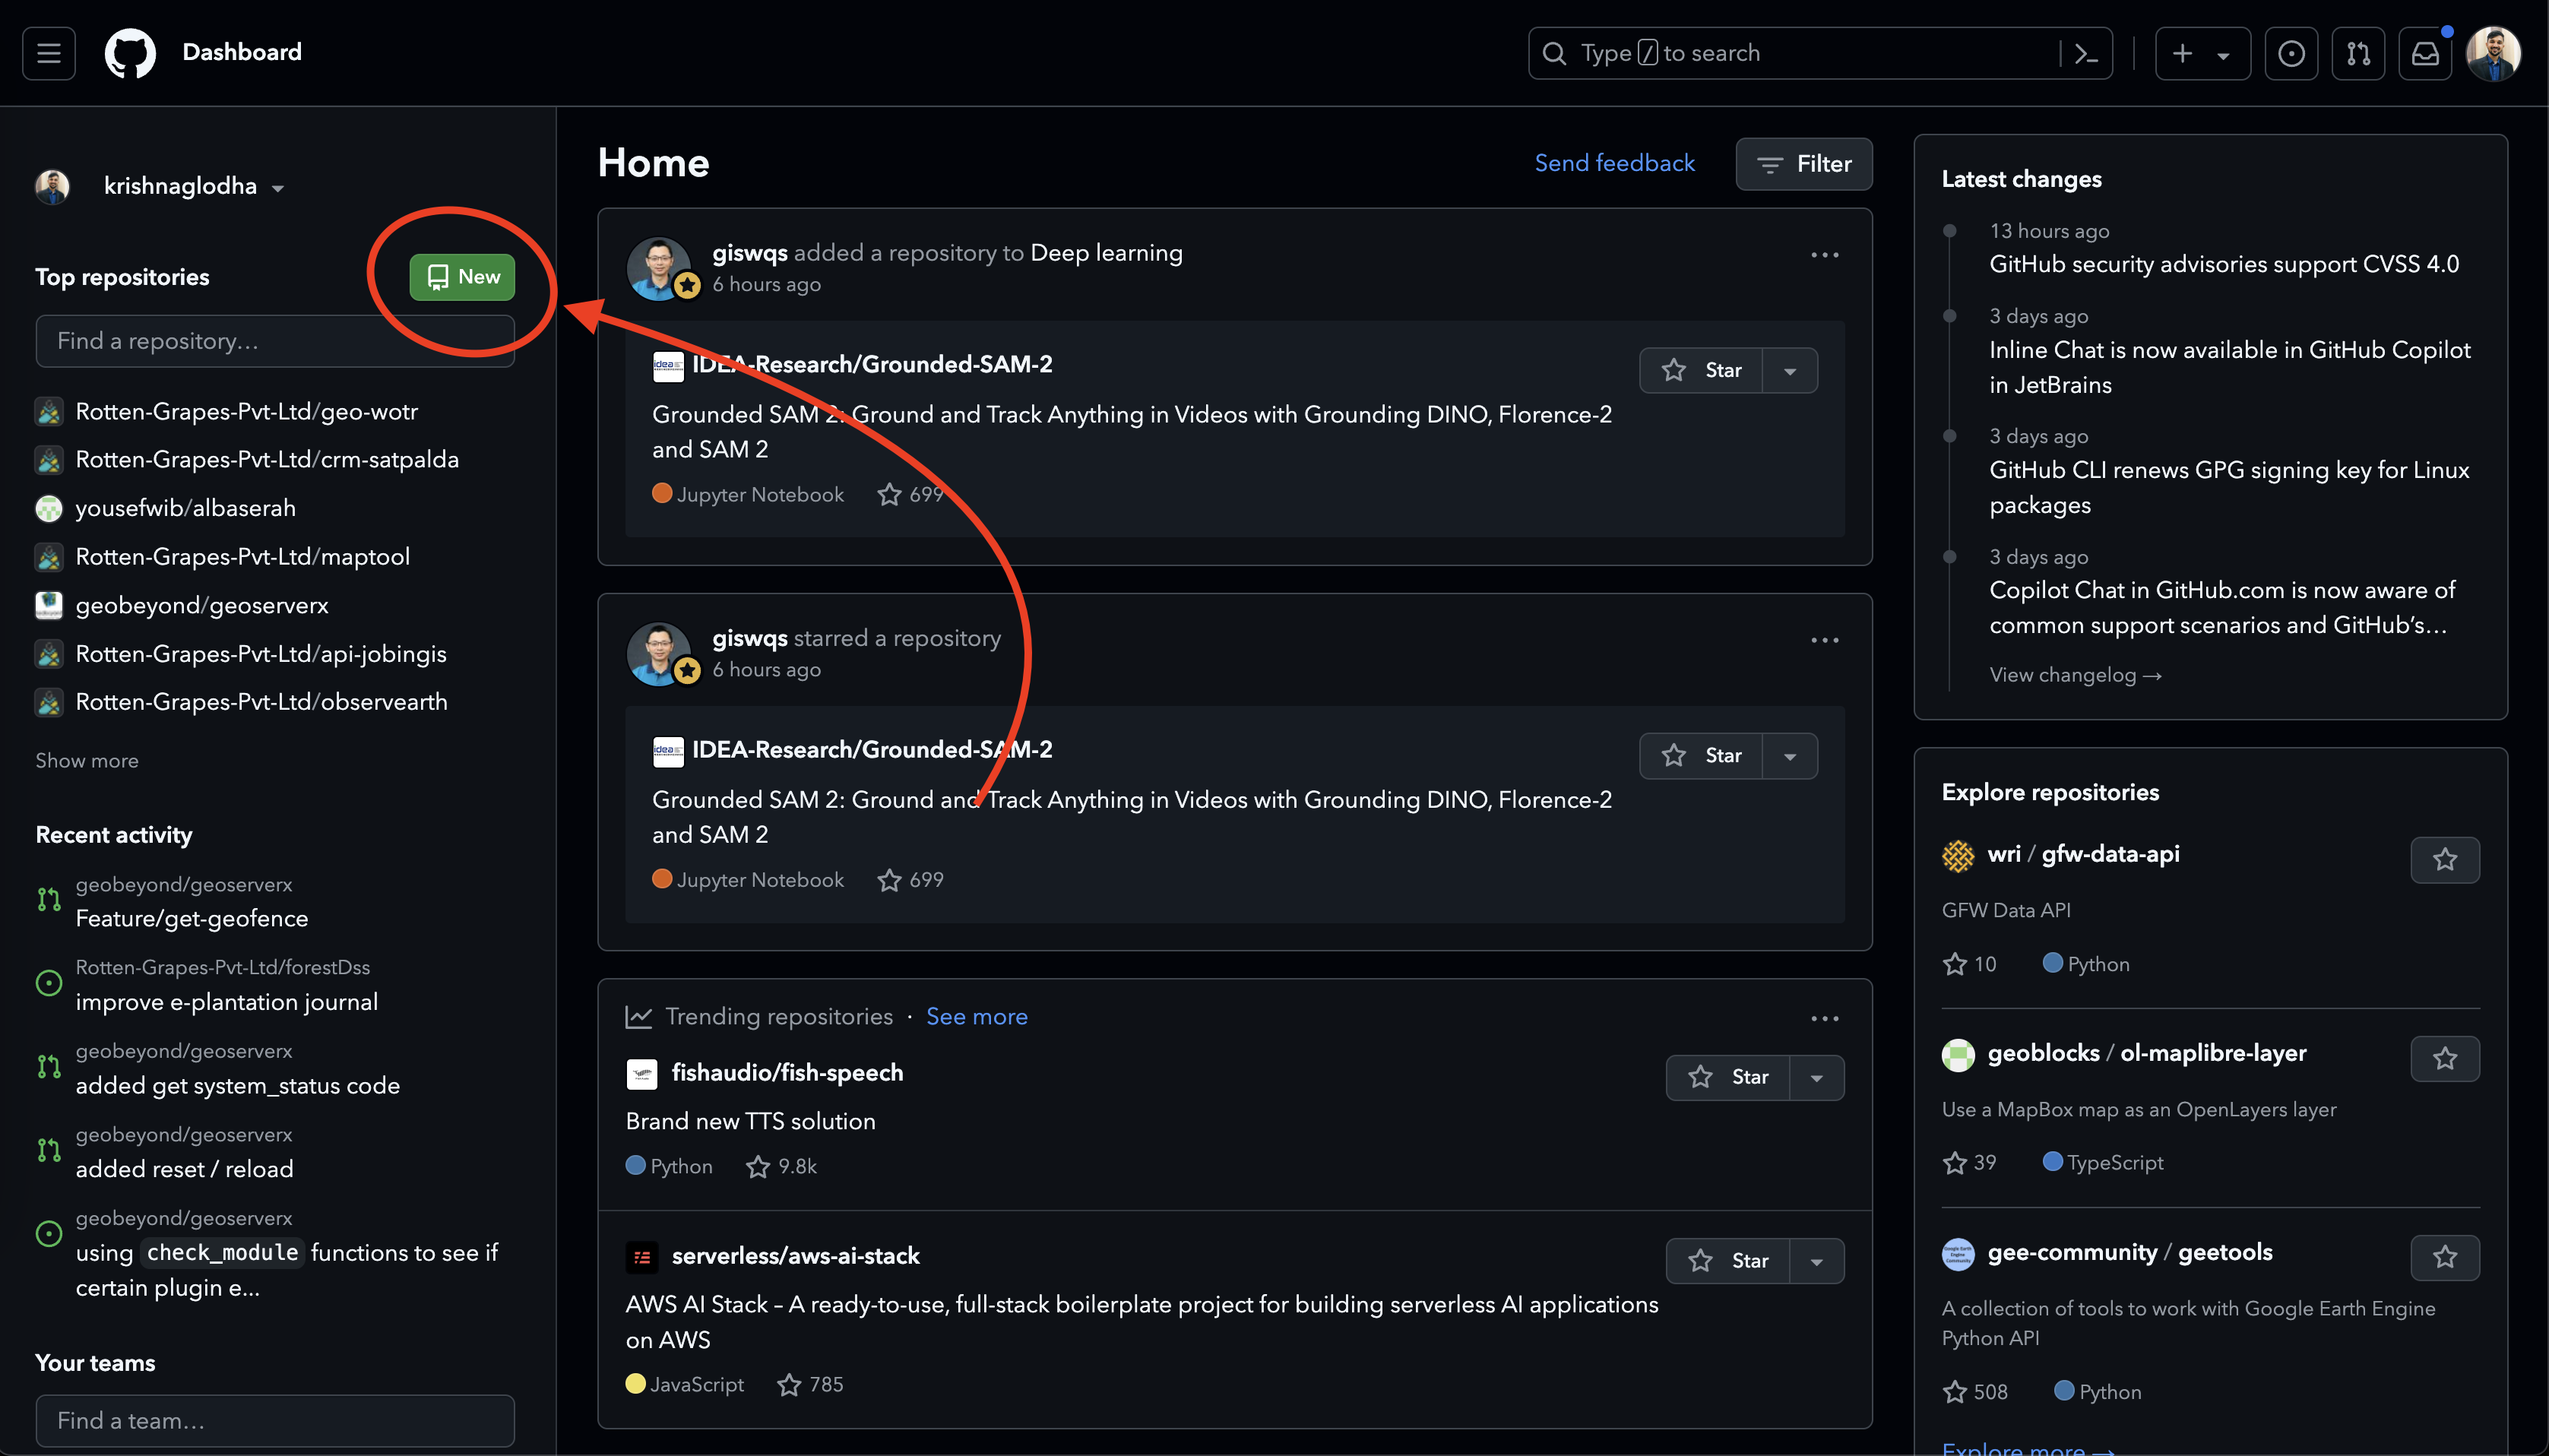 Dashboard
Type / to search
krishnaglodha
Top repositories
New
Find a repository…
Rotten-Grapes-Pvt-Ltd/geo-wotr
Rotten-Grapes-Pvt-Ltd/crm-satpalda
yousefwib/albaserah
Rotten-Grapes-Pvt-Ltd/maptool
geobeyond/geoserverx
Rotten-Grapes-Pvt-Ltd/api-jobingis
Rotten-Grapes-Pvt-Ltd/observearth
Show more
Recent activity
geobeyond/geoserverx
Feature/get-geofence
Rotten-Grapes-Pvt-Ltd/forestDss
improve e-plantation journal
geobeyond/geoserverx
added get system_status code
geobeyond/geoserverx
added reset / reload
geobeyond/geoserverx
using check_module functions to see if
certain plugin e...
Your teams
Find a team…
Home
Send feedback
Filter
giswqs added a repository to Deep learning
6 hours ago
IDEA-Research/Grounded-SAM-2
Star
Grounded SAM 2: Ground and Track Anything in Videos with Grounding DINO, Florence-2
and SAM 2
Jupyter Notebook 699
giswqs starred a repository
6 hours ago
IDEA-Research/Grounded-SAM-2
Star
Grounded SAM 2: Ground and Track Anything in Videos with Grounding DINO, Florence-2
and SAM 2
Jupyter Notebook 699
Trending repositories · See more
fishaudio/fish-speech
Star
Brand new TTS solution
Python 9.8k
serverless/aws-ai-stack
Star
AWS AI Stack – A ready-to-use, full-stack boilerplate project for building serverless AI applications
on AWS
JavaScript 785
Latest changes
13 hours ago
GitHub security advisories support CVSS 4.0
3 days ago
Inline Chat is now available in GitHub Copilot
in JetBrains
3 days ago
GitHub CLI renews GPG signing key for Linux
packages
3 days ago
Copilot Chat in GitHub.com is now aware of
common support scenarios and GitHub's…
View changelog →
Explore repositories
wri / gfw-data-api
GFW Data API
10 Python
geoblocks / ol-maplibre-layer
Use a MapBox map as an OpenLayers layer
39 TypeScript
gee-community / geetools
A collection of tools to work with Google Earth Engine
Python API
508 Python
Explore more →